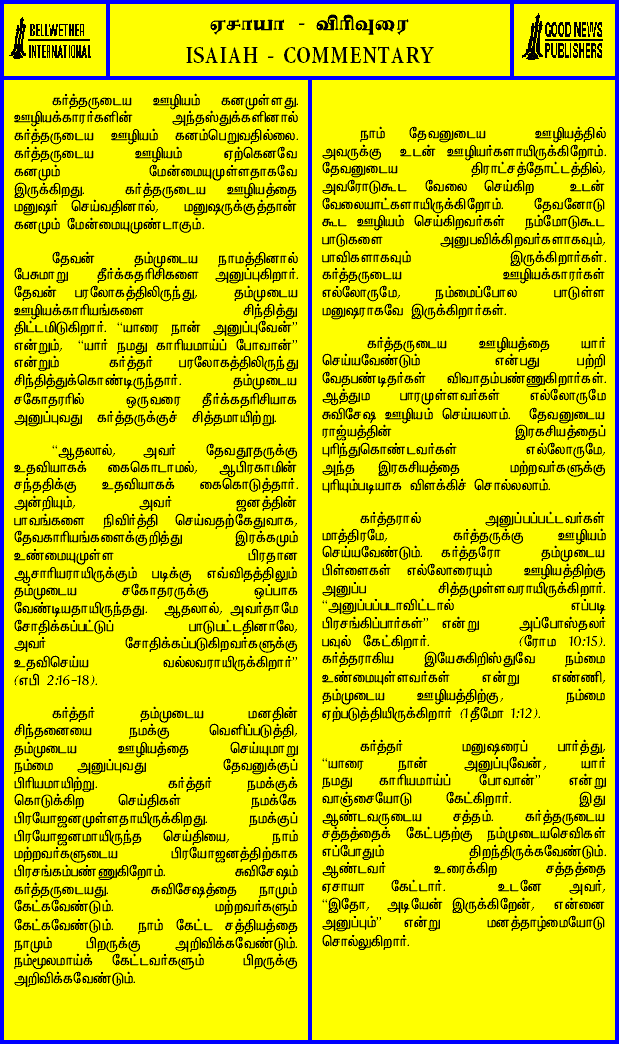 BELLWETHER
INTERNATIONAL
ஏசாயா - விரிவுரை
ISAIAH - COMMENTARY
GOOD NEWS
PUBLISHERS
கர்த்தருடைய ஊழியம் கனமுள்ளது.
ஊழியக்காரர்களின் அந்தஸ்துக்களினால்
கர்த்தருடைய ஊழியம் கனம்பெறுவதில்லை.
கர்த்தருடைய ஊழியம் ஏற்கெனவே
கனமும் மேன்மையுமுள்ளதாகவே
இருக்கிறது. கர்த்தருடைய ஊழியத்தை
மனுஷர் செய்வதினால், மனுஷருக்குத்தான்
கனமும் மேன்மையுமுண்டாகும்.
தேவன் தம்முடைய நாமத்தினால்
பேசுமாறு தீர்க்கதரிசிகளை அனுப்புகிறார்.
தேவன் பரலோகத்திலிருந்து, தம்முடைய
ஊழியக்காரியங்களை சிந்தித்து
திட்டமிடுகிறார். “யாரை நான் அனுப்புவேன்”
என்றும், “யார் நமது காரியமாய்ப் போவான்”
என்றும் கர்த்தர் பரலோகத்திலிருந்து
சிந்தித்துக்கொண்டிருந்தார். தம்முடைய
சகோதரரில் ஒருவரை தீர்க்கதரிசியாக
அனுப்புவது கர்த்தருக்குச் சித்தமாயிற்று.
“ஆதலால், அவர் தேவதூதருக்கு
உதவியாகக் கைகொடாமல், ஆபிரகாமின்
சந்ததிக்கு உதவியாகக் கைகொடுத்தார்.
அன்றியும், அவர் ஜனத்தின்
பாவங்களை நிவிர்த்தி செய்வதற்கேதுவாக,
தேவகாரியங்களைக்குறித்து இரக்கமும்
உண்மையுமுள்ள பிரதான
ஆசாரியராயிருக்கும் படிக்கு எவ்விதத்திலும்
தம்முடைய சகோதரருக்கு ஒப்பாக
வேண்டியதாயிருந்தது. ஆதலால், அவர்தாமே
சோதிக்கப்பட்டுப் பாடுபட்டதினாலே,
அவர் சோதிக்கப்படுகிறவர்களுக்கு
உதவிசெய்ய வல்லவராயிருக்கிறார்”
(எபி 2:16-18).
கர்த்தர் தம்முடைய மனதின்
சிந்தனையை நமக்கு வெளிப்படுத்தி,
தம்முடைய ஊழியத்தை செய்யுமாறு
நம்மை அனுப்புவது தேவனுக்குப்
பிரியமாயிற்று. கர்த்தர் நமக்குக்
கொடுக்கிற செய்திகள் நமக்கே
பிரயோஜனமுள்ளதாயிருக்கிறது. நமக்குப்
பிரயோஜனமாயிருந்த செய்தியை, நாம்
மற்றவர்களுடைய பிரயோஜனத்திற்காக
பிரசங்கம்பண்ணுகிறோம். சுவிசேஷம்
கர்த்தருடையது. சுவிசேஷத்தை நாமும்
கேட்கவேண்டும். மற்றவர்களும்
கேட்கவேண்டும். நாம் கேட்ட சத்தியத்தை
நாமும் பிறருக்கு அறிவிக்கவேண்டும்.
நம்மூலமாய்க் கேட்டவர்களும் பிறருக்கு
அறிவிக்கவேண்டும்.
நாம் தேவனுடைய ஊழியத்தில்
அவருக்கு உடன் ஊழியர்களாயிருக்கிறோம்.
தேவனுடைய திராட்சத்தோட்டத்தில்,
அவரோடுகூட வேலை செய்கிற உடன்
வேலையாட்களாயிருக்கிறோம். தேவனோடு
கூட ஊழியம் செய்கிறவர்கள் நம்மோடுகூட
பாடுகளை அனுபவிக்கிறவர்களாகவும்,
பாவிகளாகவும் இருக்கிறார்கள்.
கர்த்தருடைய ஊழியக்காரர்கள்
எல்லோருமே, நம்மைப்போல பாடுள்ள
மனுஷராகவே இருக்கிறார்கள்.
கர்த்தருடைய ஊழியத்தை யார்
செய்யவேண்டும் என்பது பற்றி
வேதபண்டிதர்கள் விவாதம்பண்ணுகிறார்கள்.
ஆத்தும பாரமுள்ளவர்கள் எல்லோருமே
சுவிசேஷ ஊழியம் செய்யலாம். தேவனுடைய
ராஜ்யத்தின் இரகசியத்தைப்
புரிந்துகொண்டவர்கள் எல்லோருமே,
அந்த இரகசியத்தை மற்றவர்களுக்கு
புரியும்படியாக விளக்கிச் சொல்லலாம்.
கர்த்தரால் அனுப்பப்பட்டவர்கள்
மாத்திரமே, கர்த்தருக்கு ஊழியம்
செய்யவேண்டும். கர்த்தரோ தம்முடைய
பிள்ளைகள் எல்லோரையும் ஊழியத்திற்கு
அனுப்ப சித்தமுள்ளவராயிருக்கிறார்.
“அனுப்பப்படாவிட்டால் எப்படி
பிரசங்கிப்பார்கள்” என்று அப்போஸ்தலர்
பவுல் கேட்கிறார். (ரோம 10:15).
கர்த்தராகிய இயேசுகிறிஸ்துவே நம்மை
உண்மையுள்ளவர்கள் என்று எண்ணி,
தம்முடைய ஊழியத்திற்கு, நம்மை
ஏற்படுத்தியிருக்கிறார் (1தீமோ 1:12).
கர்த்தர் மனுஷரைப் பார்த்து,
“யாரை நான் அனுப்புவேன், யார்
நமது காரியமாய்ப் போவான்” என்று
வாஞ்சையோடு கேட்கிறார். இது
ஆண்டவருடைய சத்தம். கர்த்தருடைய
சத்தத்தைக் கேட்பதற்கு நம்முடையசெவிகள்
எப்போதும் திறந்திருக்கவேண்டும்.
ஆண்டவர் உரைக்கிற சத்தத்தை
ஏசாயா கேட்டார். உடனே அவர்,
“இதோ, அடியேன் இருக்கிறேன், என்னை
அனுப்பும்” என்று மனத்தாழ்மையோடு
சொல்லுகிறார்.